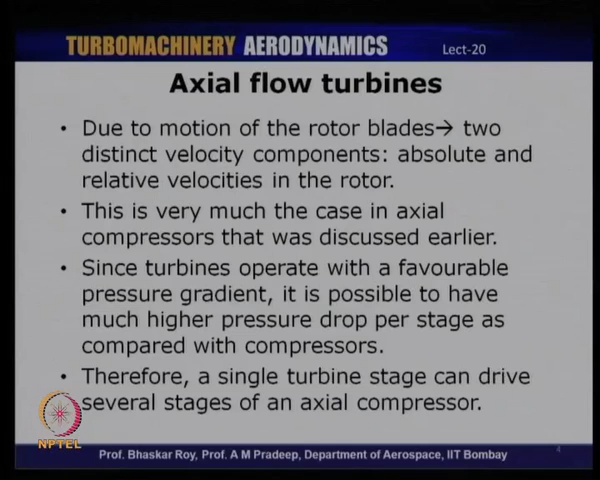 TURBOMACHINERY AERODYNAMICS Lect-20
Axial flow turbines
• Due to motion of the rotor blades→ two
distinct velocity components: absolute and
relative velocities in the rotor.
• This is very much the case in axial
compressors that was discussed earlier.
• Since turbines operate with a favourable
pressure gradient, it is possible to have
much higher pressure drop per stage as
compared with compressors.
• Therefore, a single turbine stage can drive
several stages of an axial compressor.
NPTEL
Prof. Bhaskar Roy, Prof. A M Pradeep, Department of Aerospace, IIT Bombay
4